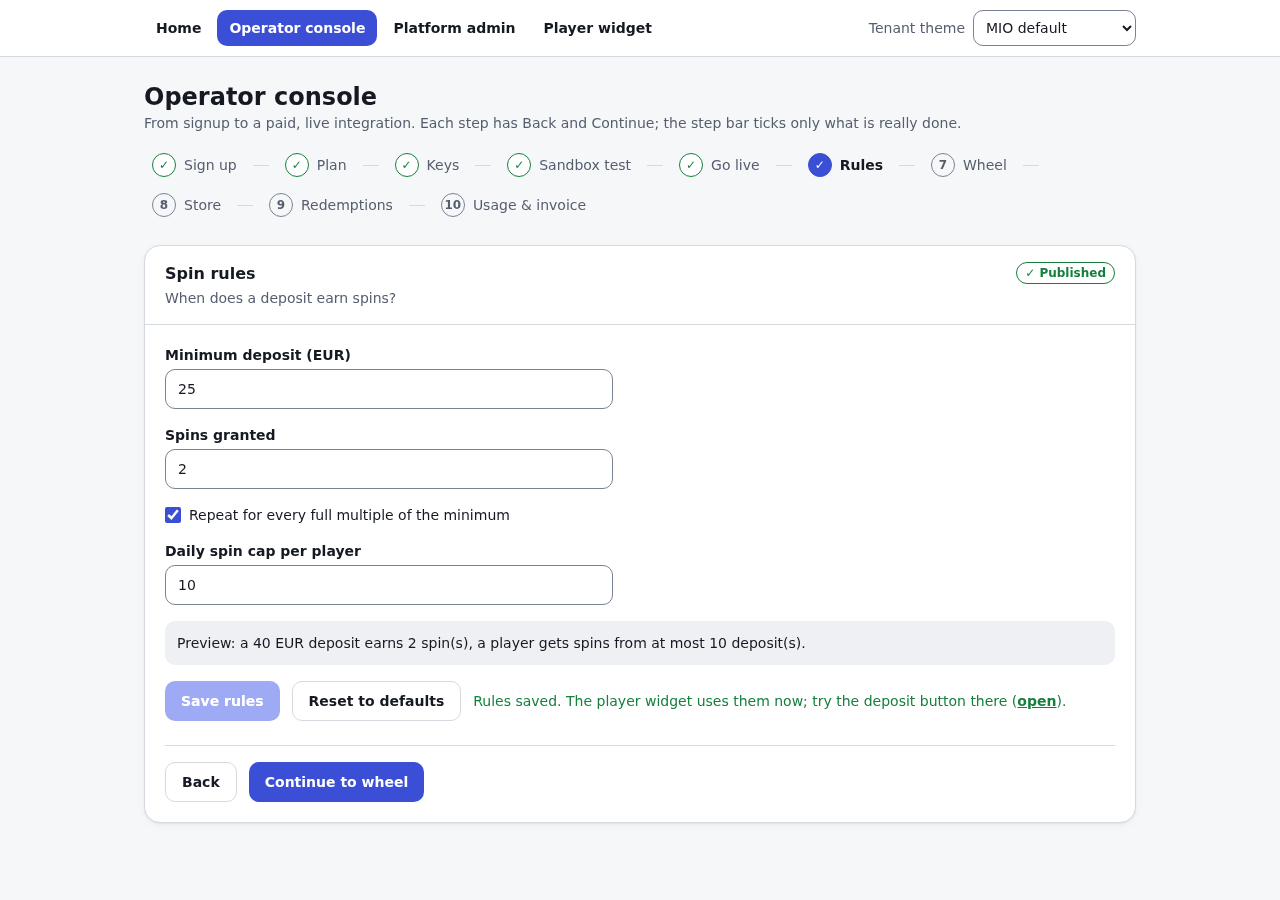 Home Operator console Platform admin Player widget Tenant theme MIO default
Operator console
From signup to a paid, live integration. Each step has Back and Continue; the step bar ticks only what is really done.
✓ Sign up ✓ Plan ✓ Keys ✓ Sandbox test ✓ Go live ✓ Rules 7 Wheel
8 Store 9 Redemptions 10 Usage & invoice
Spin rules ✓ Published
When does a deposit earn spins?
Minimum deposit (EUR)
25
Spins granted
2
Repeat for every full multiple of the minimum
Daily spin cap per player
10
Preview: a 40 EUR deposit earns 2 spin(s), a player gets spins from at most 10 deposit(s).
Save rules Reset to defaults Rules saved. The player widget uses them now; try the deposit button there (open).
Back Continue to wheel